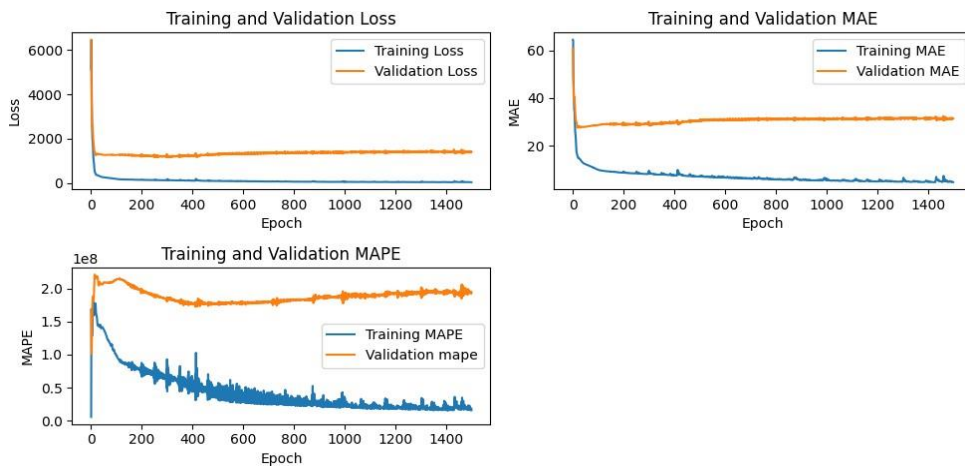 Training and Validation Loss
Loss
6000
4000
2000
0
Training Loss
Validation Loss
0 200 400 600 800 1000 1200 1400
Epoch
Training and Validation MAE
MAE
60
40
20
Training MAE
Validation MAE
0 200 400 600 800 1000 1200 1400
Epoch
Training and Validation MAPE
1e8
MAPE
2.0
1.5
1.0
0.5
0.0
Training MAPE
Validation mape
0 200 400 600 800 1000 1200 1400
Epoch